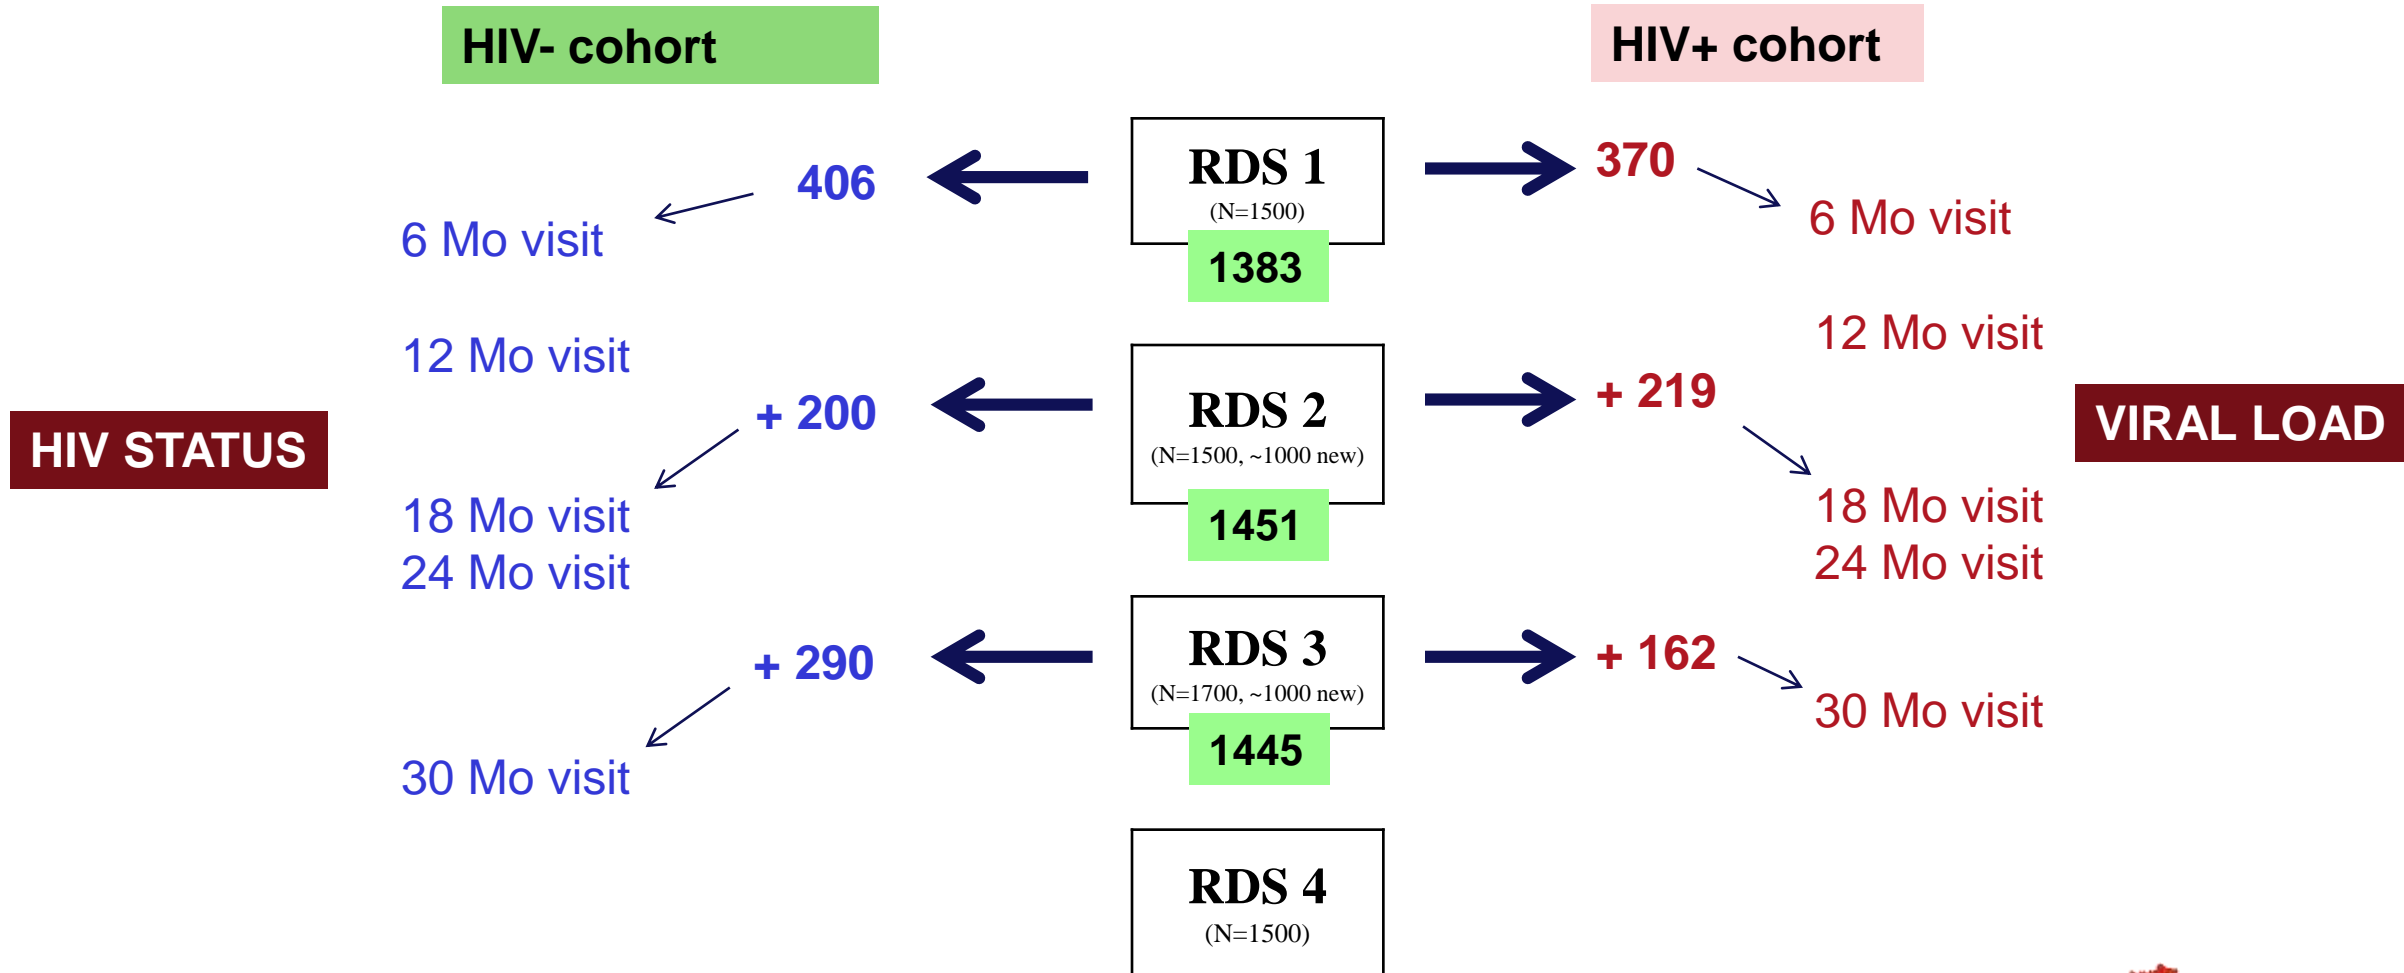 HIV- cohort
HIV+ cohort
406
RDS 1
(N=1500)
1383
370
6 Mo visit
6 Mo visit
12 Mo visit
12 Mo visit
+ 200
RDS 2
(N=1500, ~1000 new)
1451
+ 219
HIV STATUS
VIRAL LOAD
18 Mo visit
24 Mo visit
18 Mo visit
24 Mo visit
+ 290
RDS 3
(N=1700, ~1000 new)
1445
+ 162
30 Mo visit
30 Mo visit
RDS 4
(N=1500)